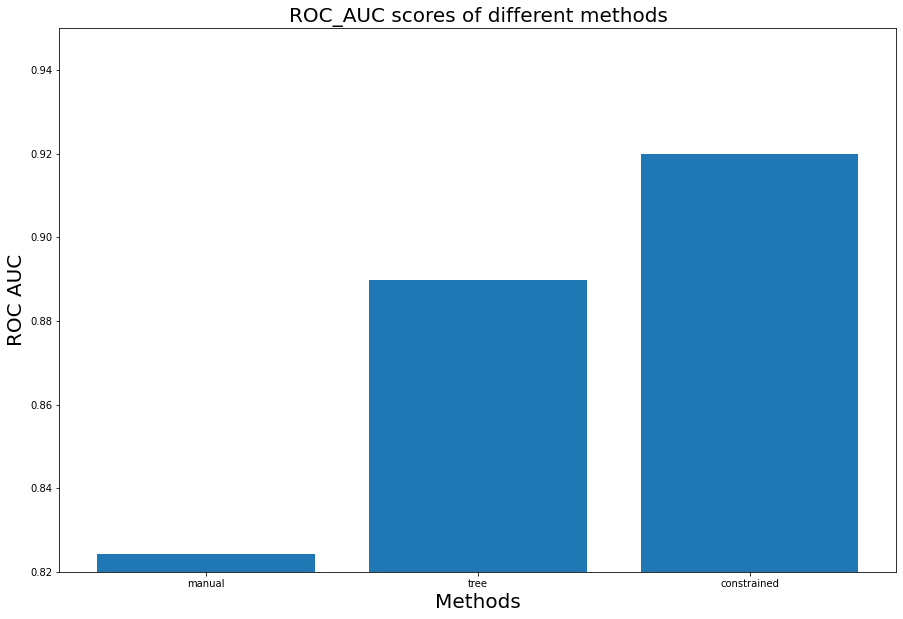 ROC_AUC scores of different methods
0.94
0.92
0.90
0.88
0.86
0.84
0.82
ROC AUC
manual
tree
constrained
Methods